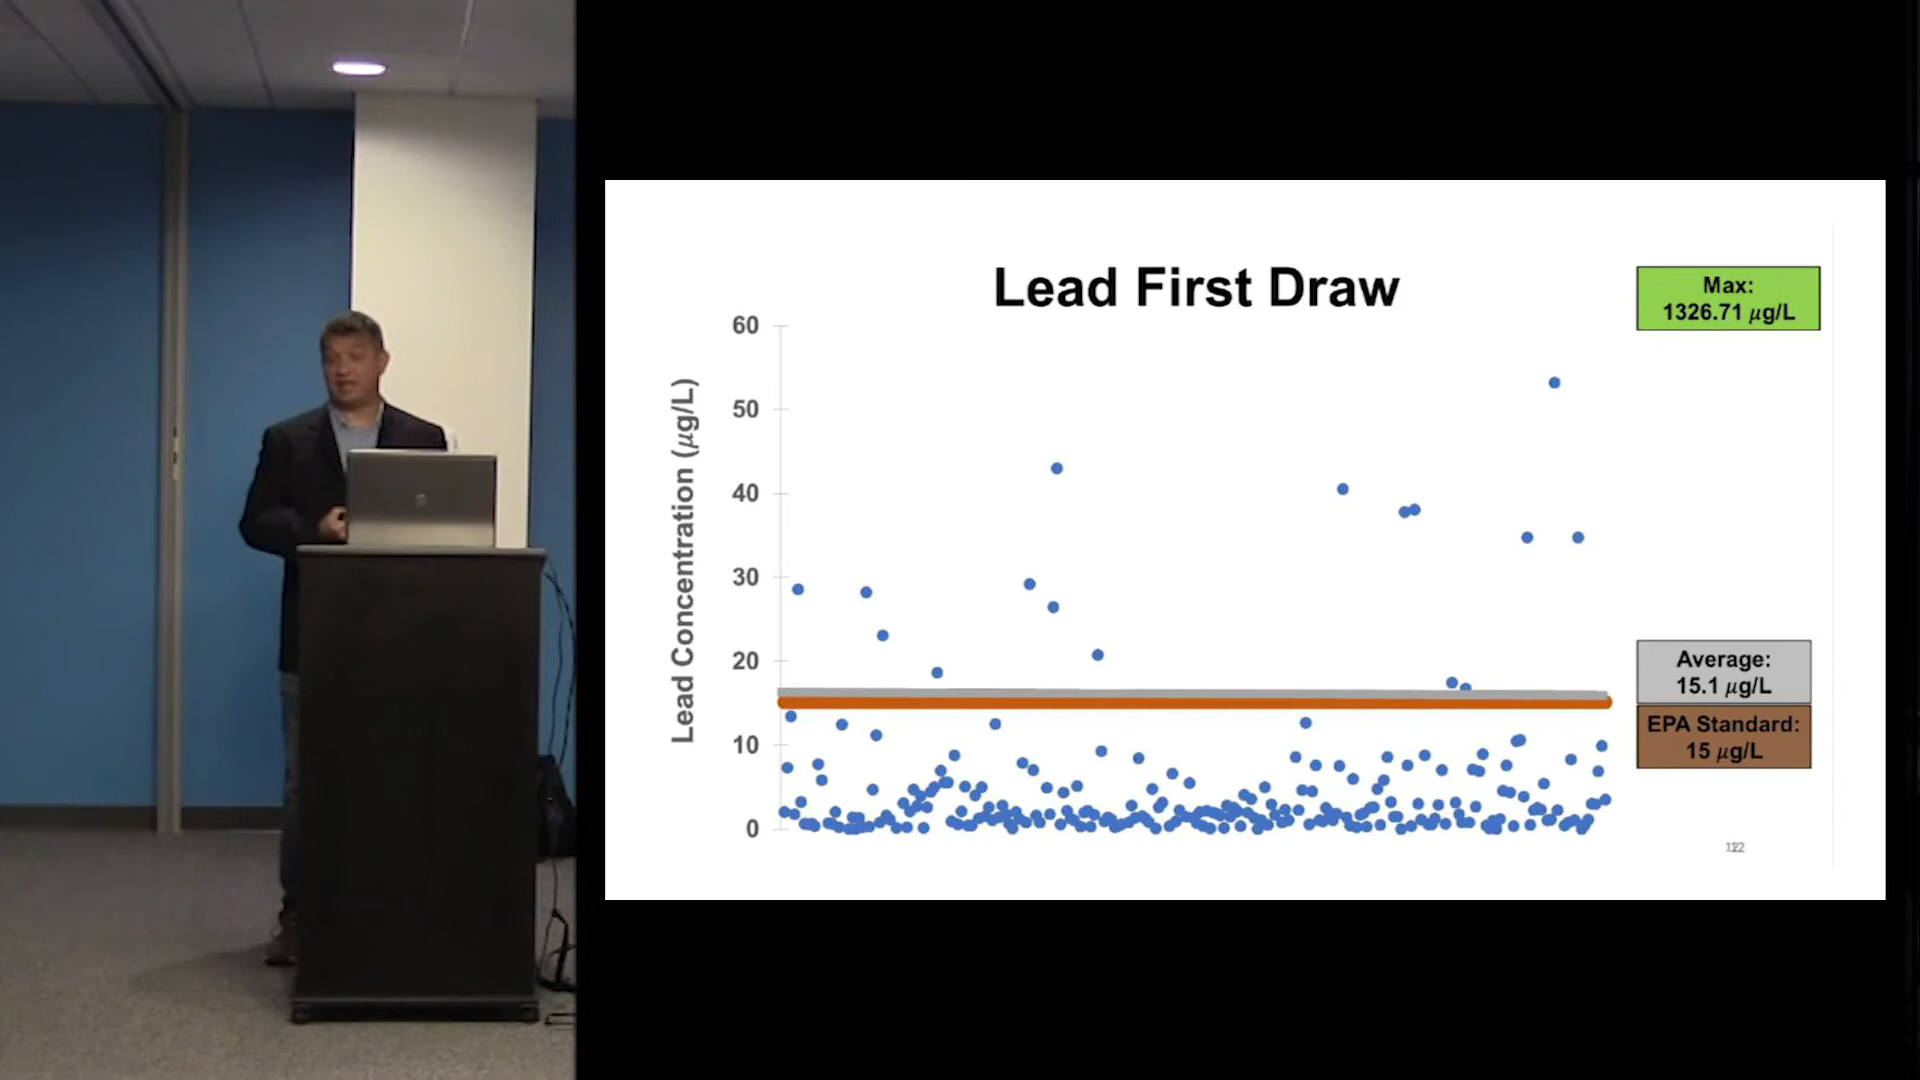 Lead First Draw
Max:
1326.71 µg/L
60
50
40
30
20
10
0
Lead Concentration (µg/L)
Average:
15.1 µg/L
EPA Standard:
15 µg/L